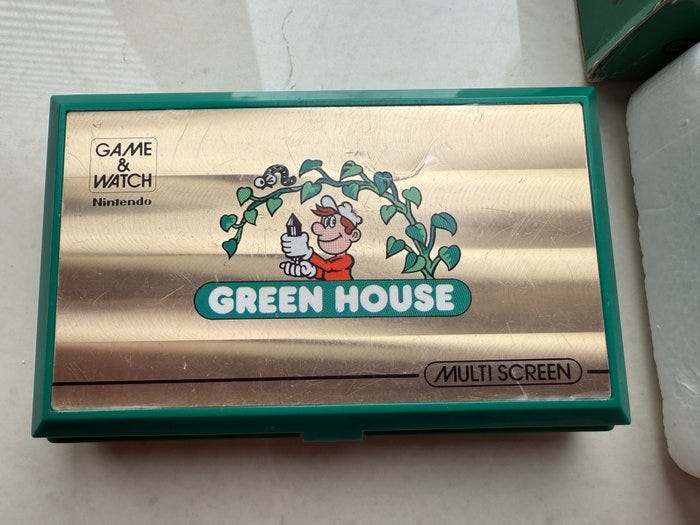 GAME
&
WATCH
Nintendo
GREEN HOUSE
MULTI SCREEN